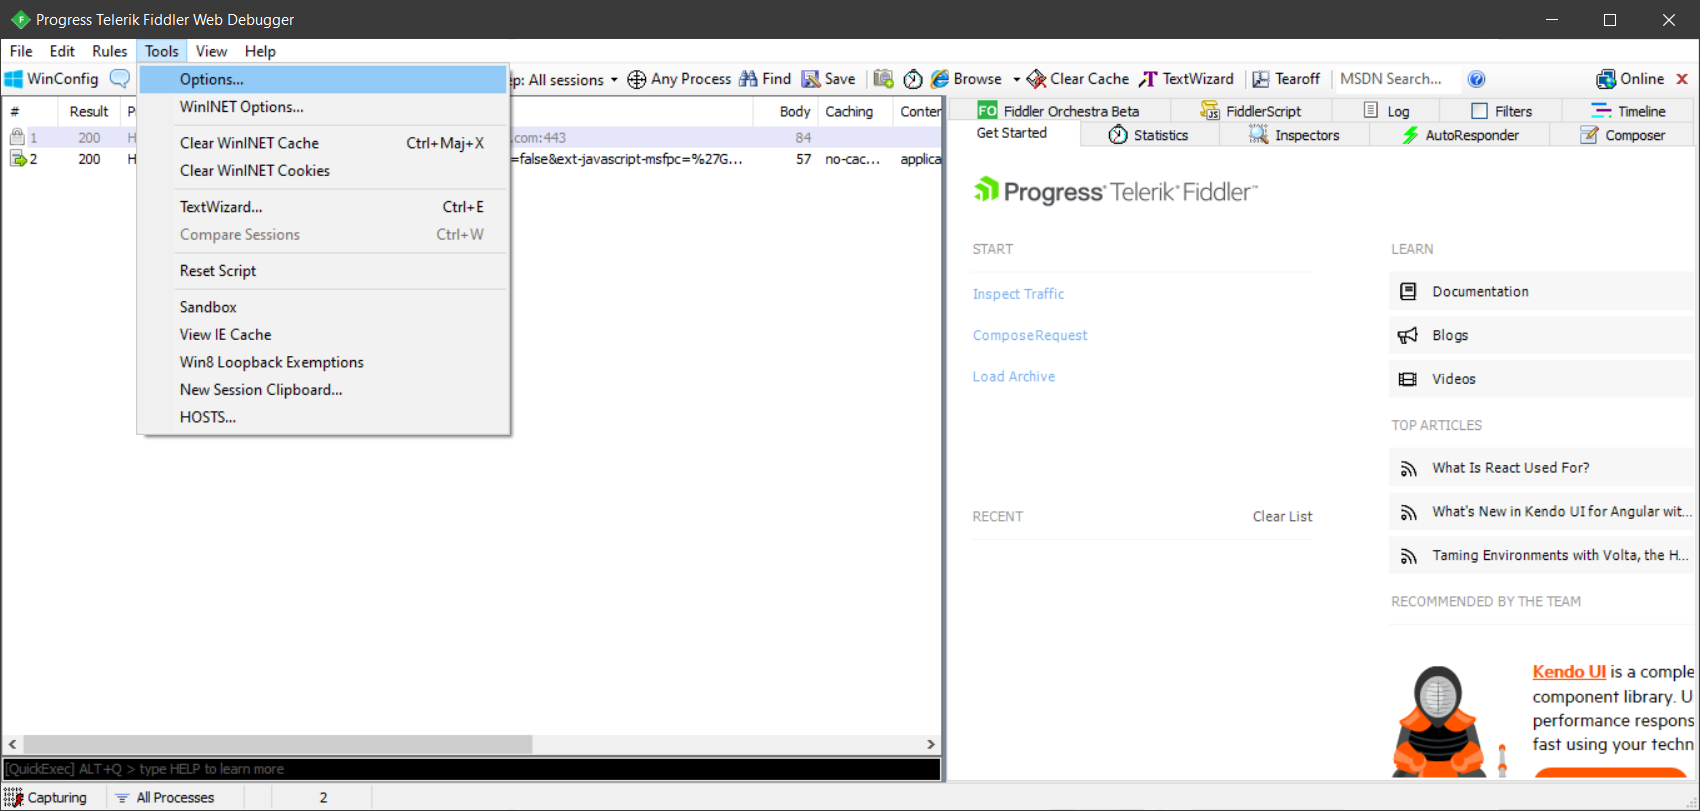 Progress Telerik Fiddler Web Debugger
File Edit Rules Tools View Help
WinConfig
ep: All sessions Any Process Find Save Browse Clear Cache TextWizard Tearoff MSDN Search... Online
Options...
WinINET Options...
Clear WinINET Cache Ctrl+Maj+X
Clear WinINET Cookies
TextWizard... Ctrl+E
Compare Sessions Ctrl+W
Reset Script
Sandbox
View IE Cache
Win8 Loopback Exemptions
New Session Clipboard...
HOSTS...
# Result P Body Caching Conten
1 200 H .com:443 84
2 200 H =false&ext-javascript-msfpc=%27G... 57 no-cac... applica
FO Fiddler Orchestra Beta FiddlerScript Log Filters Timeline
Get Started Statistics Inspectors AutoResponder Composer
Progress Telerik Fiddler™
START
Inspect Traffic
Compose Request
Load Archive
RECENT Clear List
LEARN
Documentation
Blogs
Videos
TOP ARTICLES
What Is React Used For?
What's New in Kendo UI for Angular wit...
Taming Environments with Volta, the H...
RECOMMENDED BY THE TEAM
Kendo UI is a comple
component library. U
performance respons
fast using your techn
[QuickExec] ALT+Q > type HELP to learn more
Capturing All Processes 2